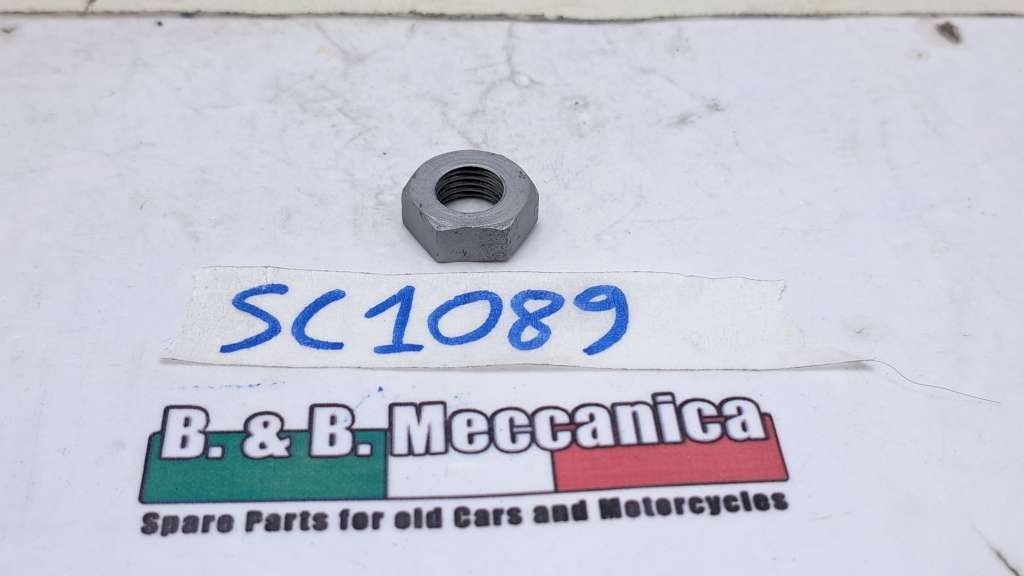 SC1089
B. & B. Meccanica
Spare Parts for old Cars and Motorcycles